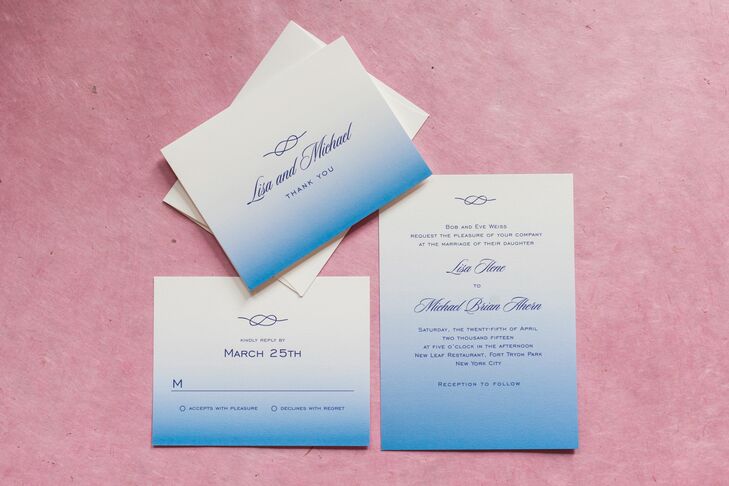 Lisa and Michael
THANK YOU
BOB AND EVE WEISS
REQUEST THE PLEASURE OF YOUR COMPANY
AT THE MARRIAGE OF THEIR DAUGHTER
Lisa Ilene
TO
Michael Brian Ahern
SATURDAY, THE TWENTY-FIFTH OF APRIL
TWO THOUSAND FIFTEEN
AT FIVE O'CLOCK IN THE AFTERNOON
NEW LEAF RESTAURANT, FORT TRYON PARK
NEW YORK CITY
RECEPTION TO FOLLOW
KINDLY REPLY BY
MARCH 25TH
M
ACCEPTS WITH PLEASURE DECLINES WITH REGRET